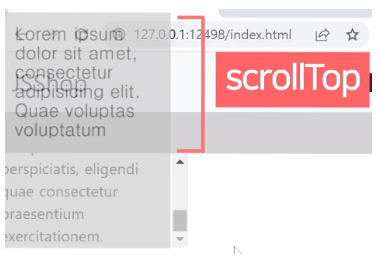 Lorem ipsum
dolor sit amet,
consectetur
adipisicing elit.
Quae voluptas
voluptatum
127.0.0.1:12498/index.html
JSShop
scrollTop
perspiciatis, eligendi
quae consectetur
praesentium
exercitationem.